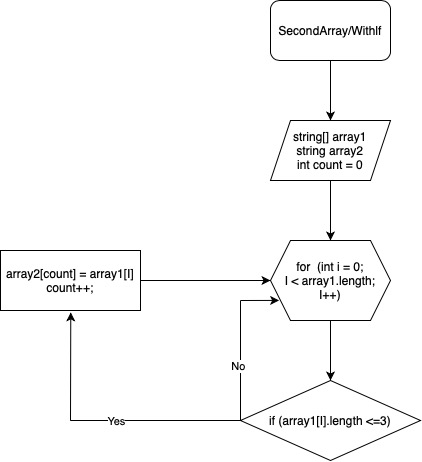 SecondArray/WithIf
string[] array1
string array2
int count = 0
for  (int i = 0;
I < array1.length;
I++)
array2[count] = array1[I]
count++;
No
Yes
if (array1[I].length <=3)